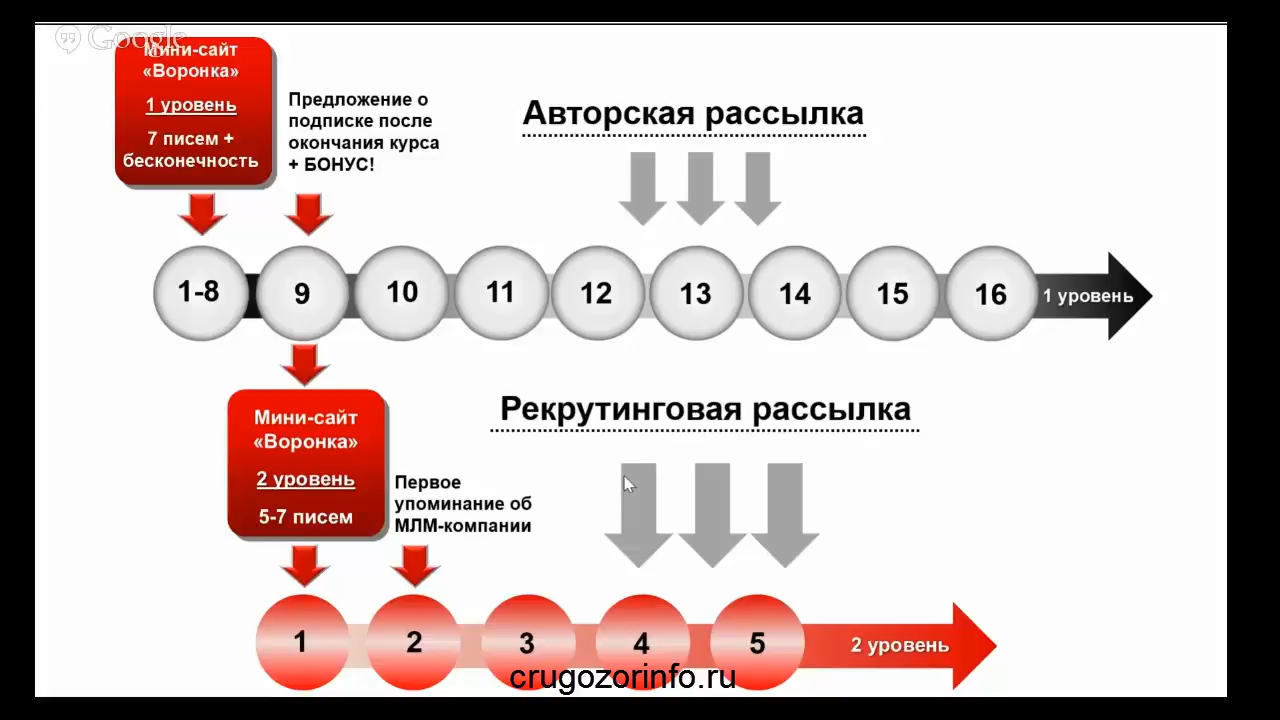 Google
Мини-сайт
«Воронка»
1 уровень
7 писем +
бесконечность
Предложение о
подписке после
окончания курса
+ БОНУС!
Авторская рассылка
1-8
9
10
11
12
13
14
15
16
1 уровень
Мини-сайт
«Воронка»
2 уровень
5-7 писем
Первое
упоминание об
МЛМ-компании
Рекрутинговая рассылка
1
2
3
4
5
2 уровень
crugozorinfo.ru